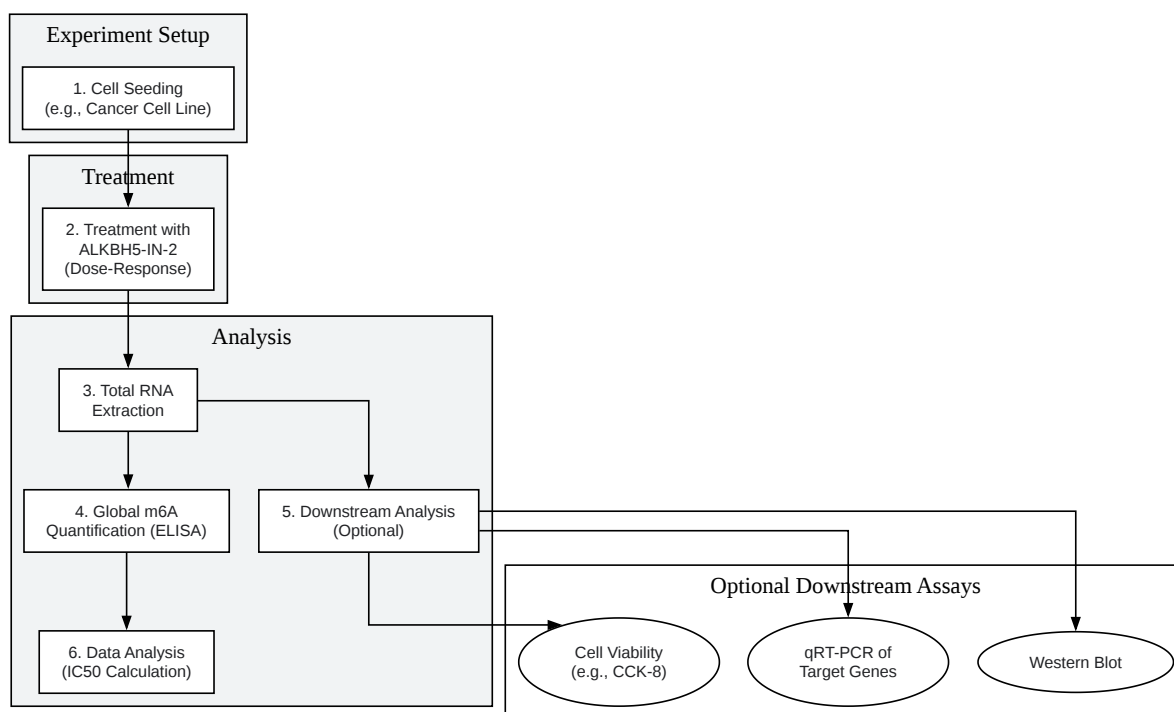 Experiment Setup
1. Cell Seeding
(e.g., Cancer Cell Line)
Treatment
2. Treatment with
ALKBH5-IN-2
(Dose-Response)
Analysis
3. Total RNA
Extraction
4. Global m6A
Quantification (ELISA)
5. Downstream Analysis
(Optional)
6. Data Analysis
(IC50 Calculation)
Optional Downstream Assays
Cell Viability
(e.g., CCK-8)
qRT-PCR of
Target Genes
Western Blot